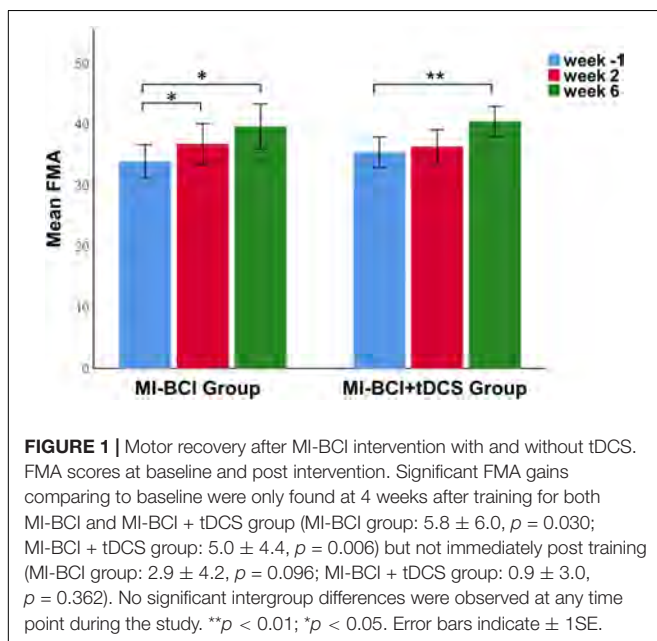 50
40
30
20
10
0
Mean FMA
*
*
**
week -1
week 2
week 6
MI-BCI Group
MI-BCI+tDCS Group
FIGURE 1 | Motor recovery after MI-BCI intervention with and without tDCS.
FMA scores at baseline and post intervention. Significant FMA gains
comparing to baseline were only found at 4 weeks after training for both
MI-BCI and MI-BCI + tDCS group (MI-BCI group: 5.8 ± 6.0, p = 0.030;
MI-BCI + tDCS group: 5.0 ± 4.4, p = 0.006) but not immediately post training
(MI-BCI group: 2.9 ± 4.2, p = 0.096; MI-BCI + tDCS group: 0.9 ± 3.0,
p = 0.362). No significant intergroup differences were observed at any time
point during the study. **p < 0.01; *p < 0.05. Error bars indicate ± 1SE.